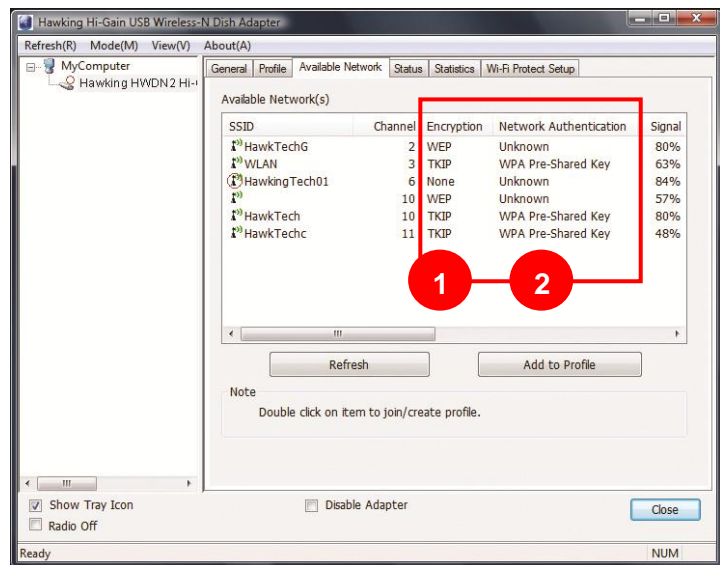 Hawking Hi-Gain USB Wireless-N Dish Adapter
Refresh(R) Mode(M) View(V) About(A)
MyComputer
Hawking HWDN2 Hi-
General Profile Available Network Status Statistics Wi-Fi Protect Setup
Available Network(s)
SSID Channel Encryption Network Authentication Signal
HawkTechG 2 WEP Unknown 80%
WLAN 3 TKIP WPA Pre-Shared Key 63%
HawkingTech01 6 None Unknown 84%
10 WEP Unknown 57%
HawkTech 10 TKIP WPA Pre-Shared Key 80%
HawkTechc 11 TKIP WPA Pre-Shared Key 48%
1 2
Refresh Add to Profile
Note
Double click on item to join/create profile.
Show Tray Icon Disable Adapter Close
Radio Off
Ready NUM